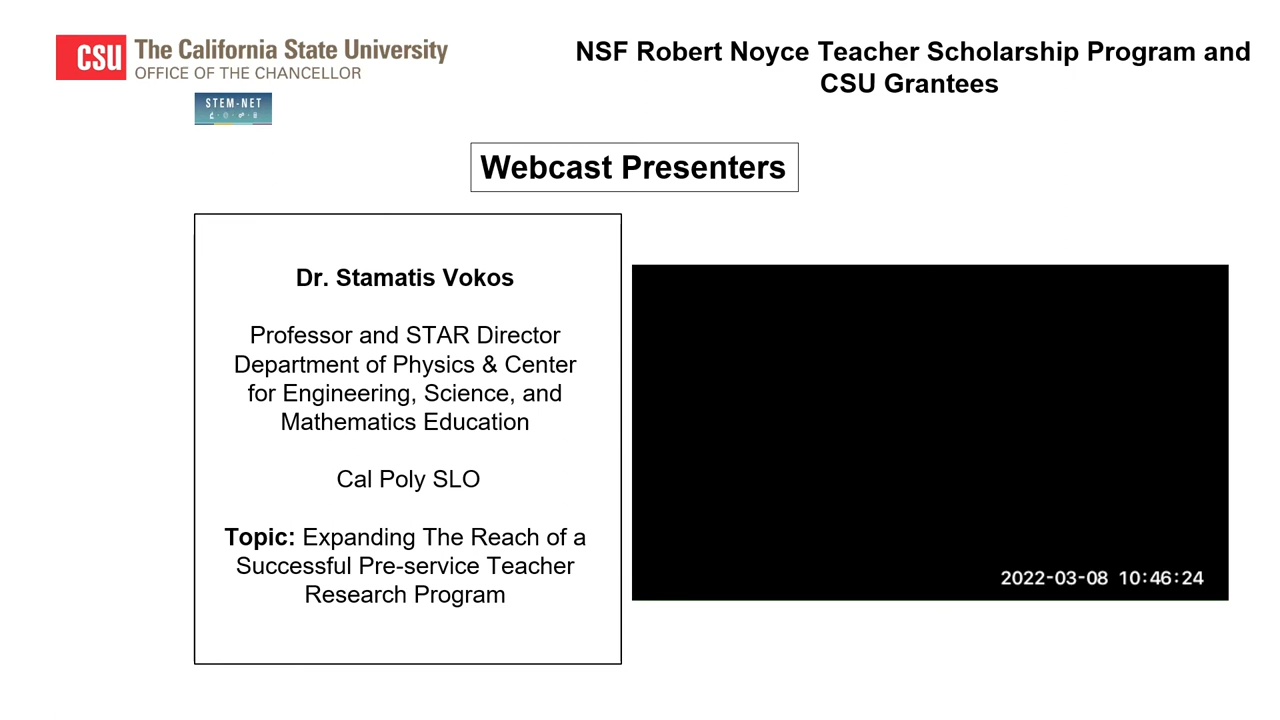 CSU The California State University
OFFICE OF THE CHANCELLOR
STEM-NET
NSF Robert Noyce Teacher Scholarship Program and
CSU Grantees
Webcast Presenters
Dr. Stamatis Vokos
Professor and STAR Director
Department of Physics & Center
for Engineering, Science, and
Mathematics Education
Cal Poly SLO
Topic: Expanding The Reach of a
Successful Pre-service Teacher
Research Program
2022-03-08 10:46:24